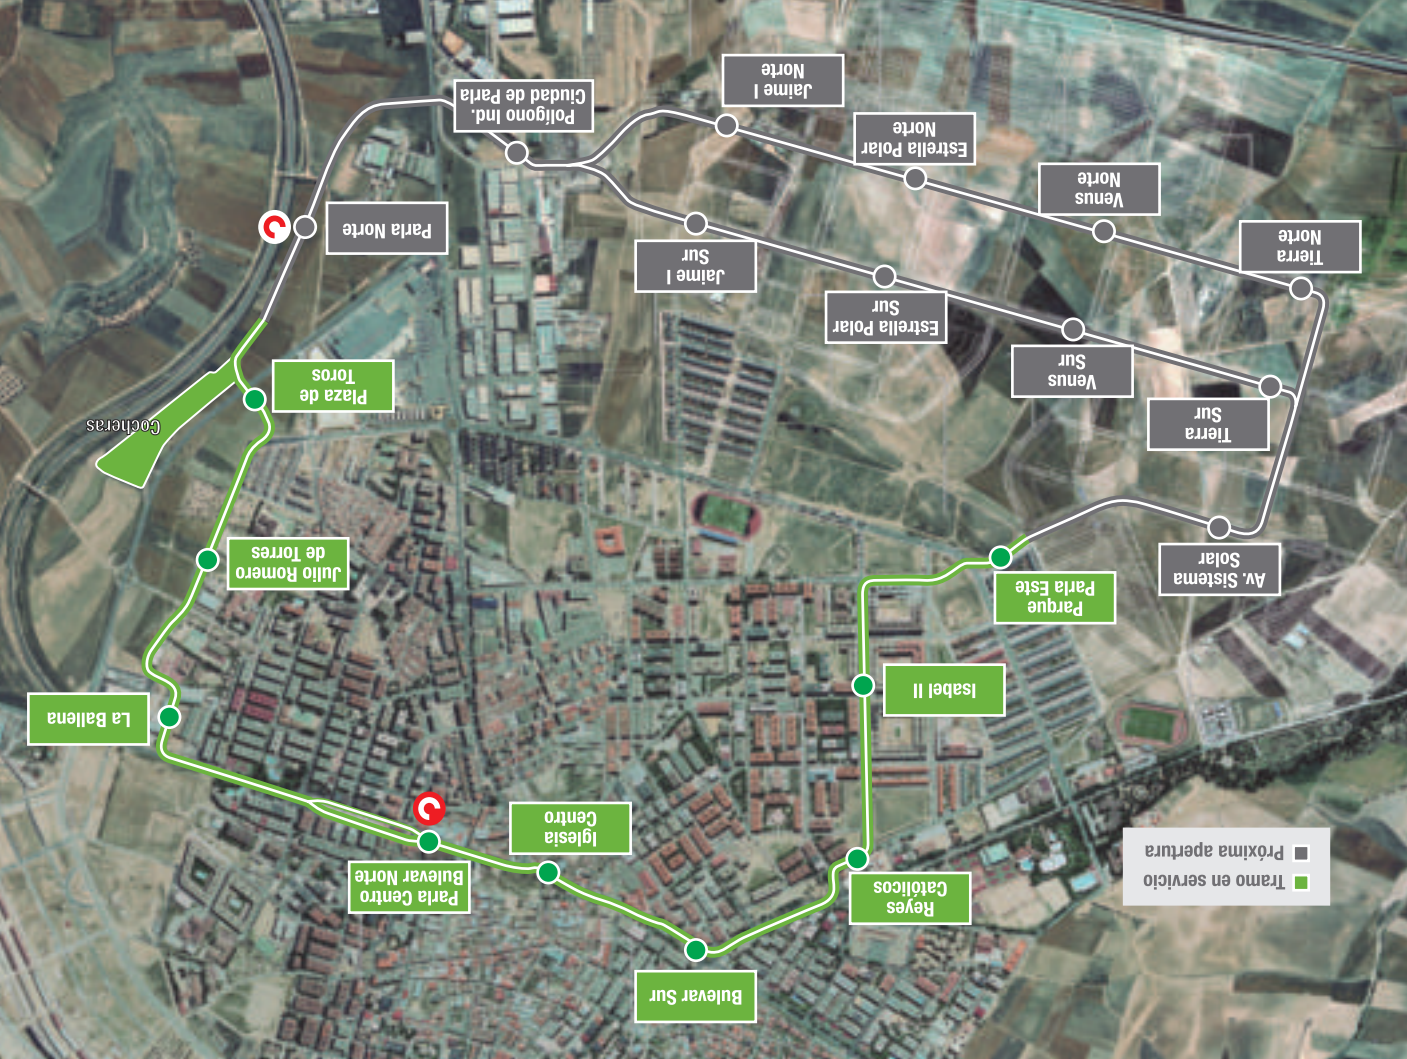 Bulevar Sur
Reyes
Católicos
Parla Centro
Bulevar Norte
Iglesia
Centro
Tramo en servicio
Próxima apertura
La Ballena
Isabel II
Parque
Parla Este
Av. Sistema
Solar
Julio Romero
de Torres
Cocheras
Plaza de
Toros
Tierra
Sur
Venus
Sur
Estrella Polar
Sur
Jaime I
Sur
Tierra
Norte
Parla Norte
Venus
Norte
Estrella Polar
Norte
Polígono Ind.
Ciudad de Parla
Jaime I
Norte